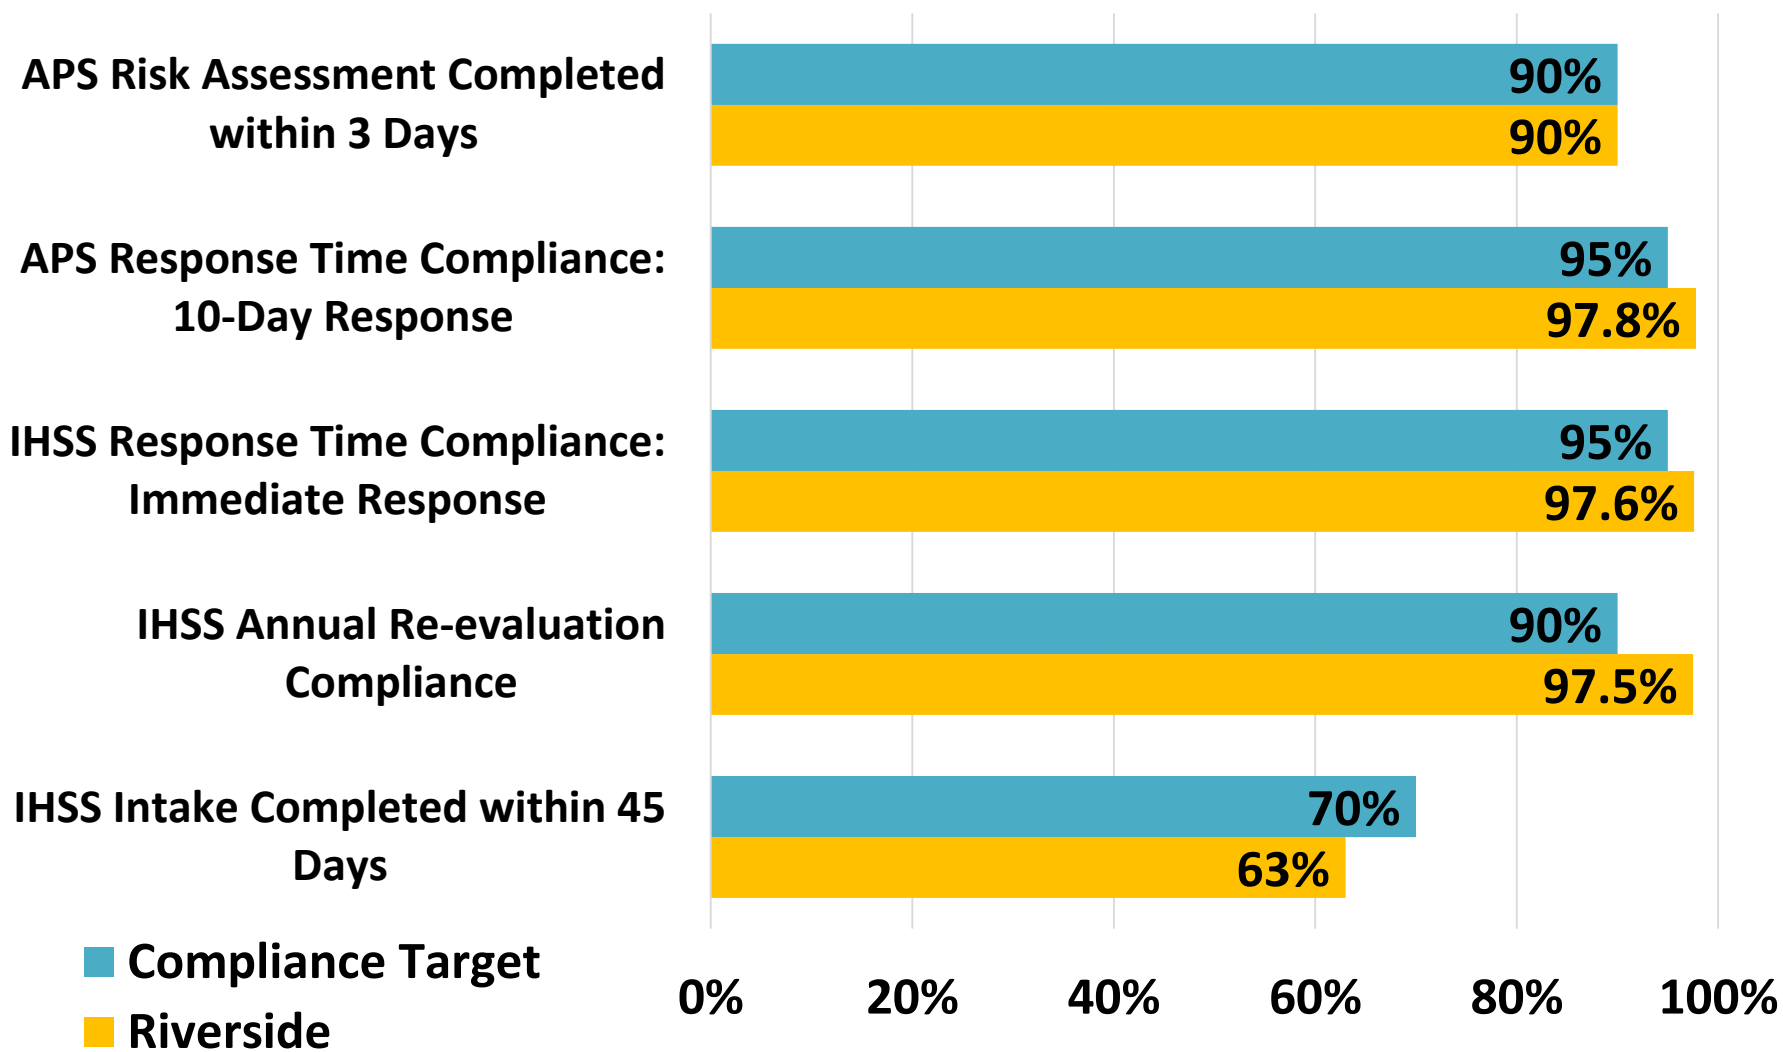 APS Risk Assessment Completed
within 3 Days
90%
90%
APS Response Time Compliance:
10-Day Response
95%
97.8%
IHSS Response Time Compliance:
Immediate Response
95%
97.6%
IHSS Annual Re-evaluation
Compliance
90%
97.5%
IHSS Intake Completed within 45
Days
70%
63%
Compliance Target
Riverside
0%
20%
40%
60%
80%
100%